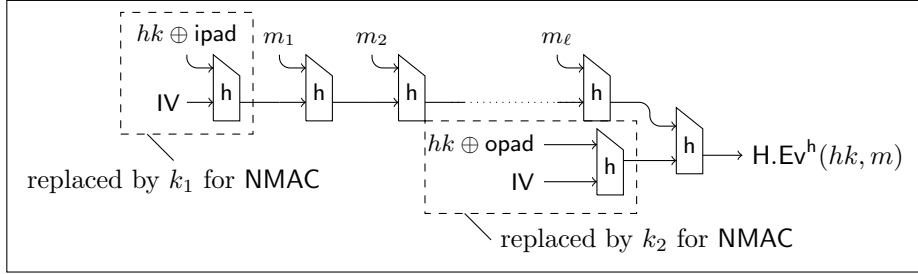 hk ⊕ ipad
m₁
m₂
m_ℓ
IV
h
h
h
h
h
hk ⊕ opad
IV
h
H.Ev^h(hk, m)
replaced by k₁ for NMAC
replaced by k₂ for NMAC